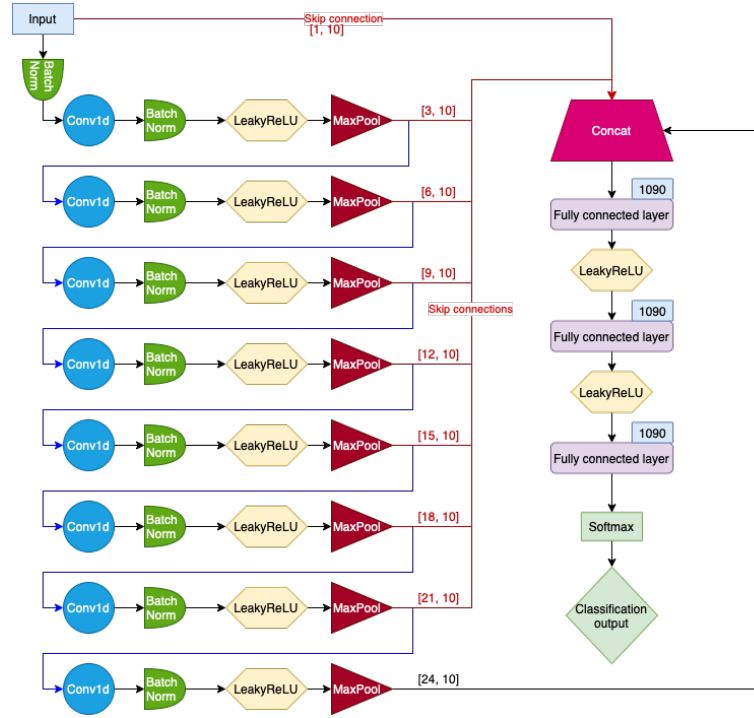 Input
Skip connection
[1, 10]
Batch
Norm
Conv1d
Batch
Norm
LeakyReLU
MaxPool
[3, 10]
Concat
Conv1d
Batch
Norm
LeakyReLU
MaxPool
[6, 10]
1090
Fully connected layer
Conv1d
Batch
Norm
LeakyReLU
MaxPool
[9, 10]
LeakyReLU
Skip connections
1090
Fully connected layer
Conv1d
Batch
Norm
LeakyReLU
MaxPool
[12, 10]
LeakyReLU
Conv1d
Batch
Norm
LeakyReLU
MaxPool
[15, 10]
1090
Fully connected layer
Conv1d
Batch
Norm
LeakyReLU
MaxPool
[18, 10]
Softmax
Conv1d
Batch
Norm
LeakyReLU
MaxPool
[21, 10]
Classification
output
Conv1d
Batch
Norm
LeakyReLU
MaxPool
[24, 10]